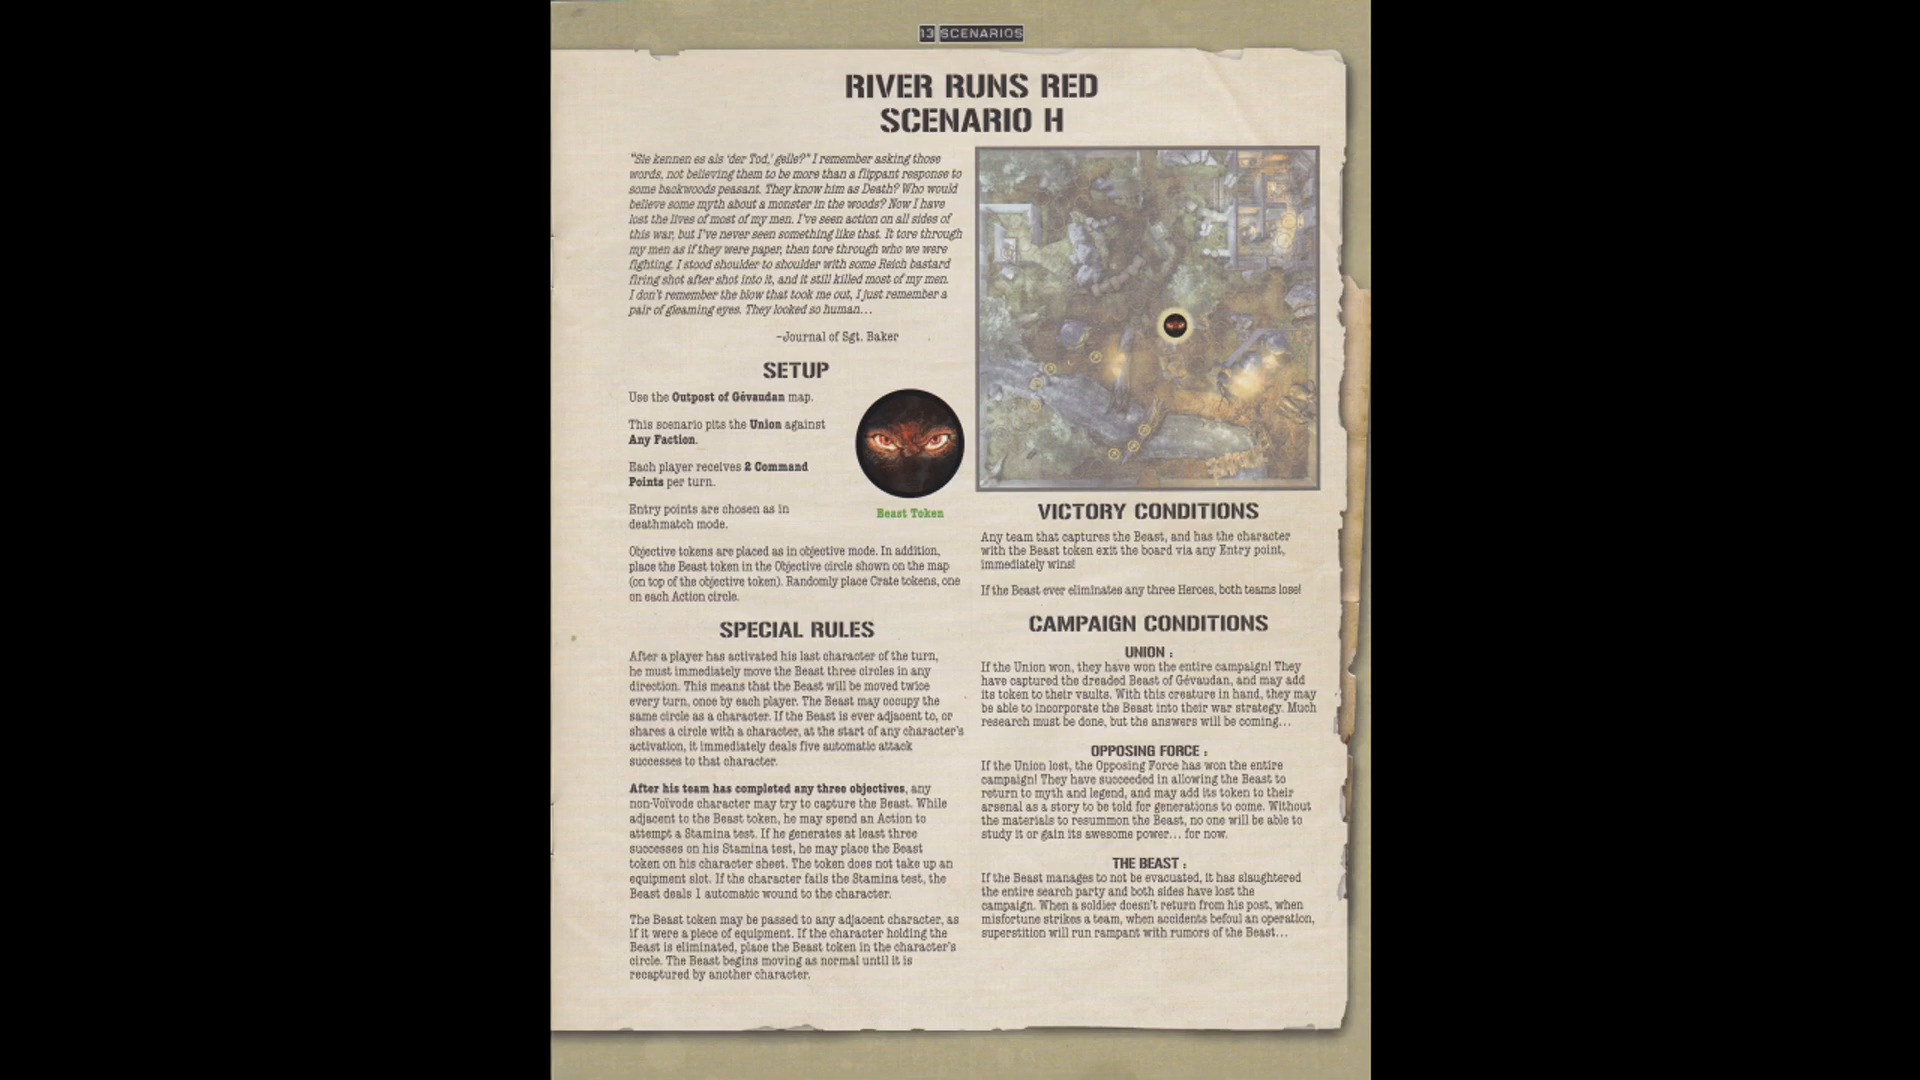 13 SCENARIOS
RIVER RUNS RED
SCENARIO H
"Sie kennen es als 'der Tod,' gelle?" I remember asking those
words, not believing them to be more than a flippant response to
some backwoods peasant. They know him as Death? Who would
believe some myth about a monster in the woods? Now I have
lost the lives of most of my men. I've seen action on all sides of
this war, but I've never seen something like that. It tore through
my men as if they were paper, then tore through who we were
fighting. I stood shoulder to shoulder with some Reich bastard
firing shot after shot into it, and it still killed most of my men.
I don't remember the blow that took me out, I just remember a
pair of gleaming eyes. They looked so human...
-Journal of Sgt. Baker
SETUP
Use the Outpost of Gévaudan map.
This scenario pits the Union against
Any Faction.
Each player receives 2 Command
Points per turn.
Entry points are chosen as in
deathmatch mode.
Beast Token
Objective tokens are placed as in objective mode. In addition,
place the Beast token in the Objective circle shown on the map
(on top of the objective token). Randomly place Crate tokens, one
on each Action circle.
SPECIAL RULES
After a player has activated his last character of the turn,
he must immediately move the Beast three circles in any
direction. This means that the Beast will be moved twice
every turn, once by each player. The Beast may occupy the
same circle as a character. If the Beast is ever adjacent to, or
shares a circle with a character, at the start of any character's
activation, it immediately deals five automatic attack
successes to that character.
After his team has completed any three objectives, any
non-Voïvode character may try to capture the Beast. While
adjacent to the Beast token, he may spend an Action to
attempt a Stamina test. If he generates at least three
successes on his Stamina test, he may place the Beast
token on his character sheet. The token does not take up an
equipment slot. If the character fails the Stamina test, the
Beast deals 1 automatic wound to the character.
The Beast token may be passed to any adjacent character, as
if it were a piece of equipment. If the character holding the
Beast is eliminated, place the Beast token in the character's
circle. The Beast begins moving as normal until it is
recaptured by another character.
VICTORY CONDITIONS
Any team that captures the Beast, and has the character
with the Beast token exit the board via any Entry point,
immediately wins!
If the Beast ever eliminates any three Heroes, both teams lose!
CAMPAIGN CONDITIONS
UNION :
If the Union won, they have won the entire campaign! They
have captured the dreaded Beast of Gévaudan, and may add
its token to their vaults. With this creature in hand, they may
be able to incorporate the Beast into their war strategy. Much
research must be done, but the answers will be coming...
OPPOSING FORCE :
If the Union lost, the Opposing Force has won the entire
campaign! They have succeeded in allowing the Beast to
return to myth and legend, and may add its token to their
arsenal as a story to be told for generations to come. Without
the materials to resummon the Beast, no one will be able to
study it or gain its awesome power... for now.
THE BEAST :
If the Beast manages to not be evacuated, it has slaughtered
the entire search party and both sides have lost the
campaign. When a soldier doesn't return from his post, when
misfortune strikes a team, when accidents befoul an operation,
superstition will run rampant with rumors of the Beast...